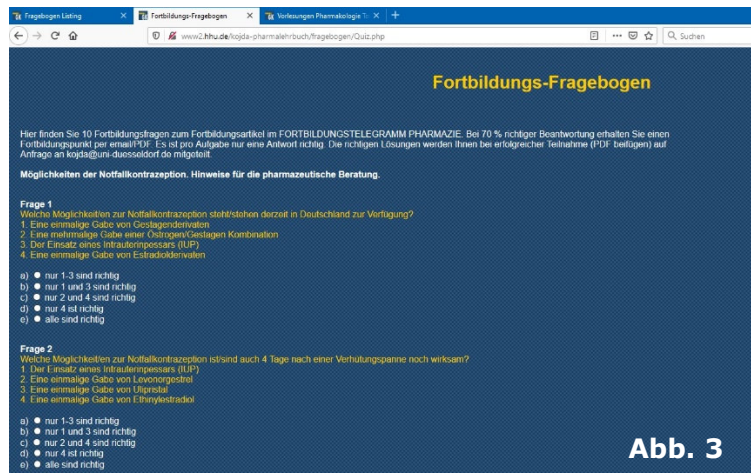 Fragebogen Listing
Fortbildungs-Fragebogen
Vorlesungen Pharmakologie
www2.hhu.de/kojda-pharmalehrbuch/fragebogen/Quiz.php
Suchen
Fortbildungs-Fragebogen
Hier finden Sie 10 Fortbildungsfragen zum Fortbildungsartikel im FORTBILDUNGSTELEGRAMM PHARMAZIE. Bei 70 % richtiger Beantwortung erhalten Sie einen
Fortbildungspunkt per email/PDF. Es ist pro Aufgabe nur eine Antwort richtig. Die richtigen Lösungen werden Ihnen bei erfolgreicher Teilnahme (PDF beifügen) auf
Anfrage an kojda@uni-duesseldorf.de mitgeteilt.
Möglichkeiten der Notfallkontrazeption. Hinweise für die pharmazeutische Beratung.
Frage 1
Welche Möglichkeit/en zur Notfallkontrazeption steht/stehen derzeit in Deutschland zur Verfügung?
1. Eine einmalige Gabe von Gestagenderivaten
2. Eine mehrmalige Gabe einer Östrogen/Gestagen Kombination
3. Der Einsatz eines Intrauterinpessars (IUP)
4. Eine einmalige Gabe von Estradiolderivaten
a) nur 1-3 sind richtig
b) nur 1 und 3 sind richtig
c) nur 2 und 4 sind richtig
d) nur 4 ist richtig
e) alle sind richtig
Frage 2
Welche Möglichkeit/en zur Notfallkontrazeption ist/sind auch 4 Tage nach einer Verhütungspanne noch wirksam?
1. Der Einsatz eines Intrauterinpessars (IUP)
2. Eine einmalige Gabe von Levonorgestrel
3. Eine einmalige Gabe von Ulipristal
4. Eine einmalige Gabe von Ethinylestradiol
a) nur 1-3 sind richtig
b) nur 1 und 3 sind richtig
c) nur 2 und 4 sind richtig
d) nur 4 ist richtig
e) alle sind richtig
Abb. 3